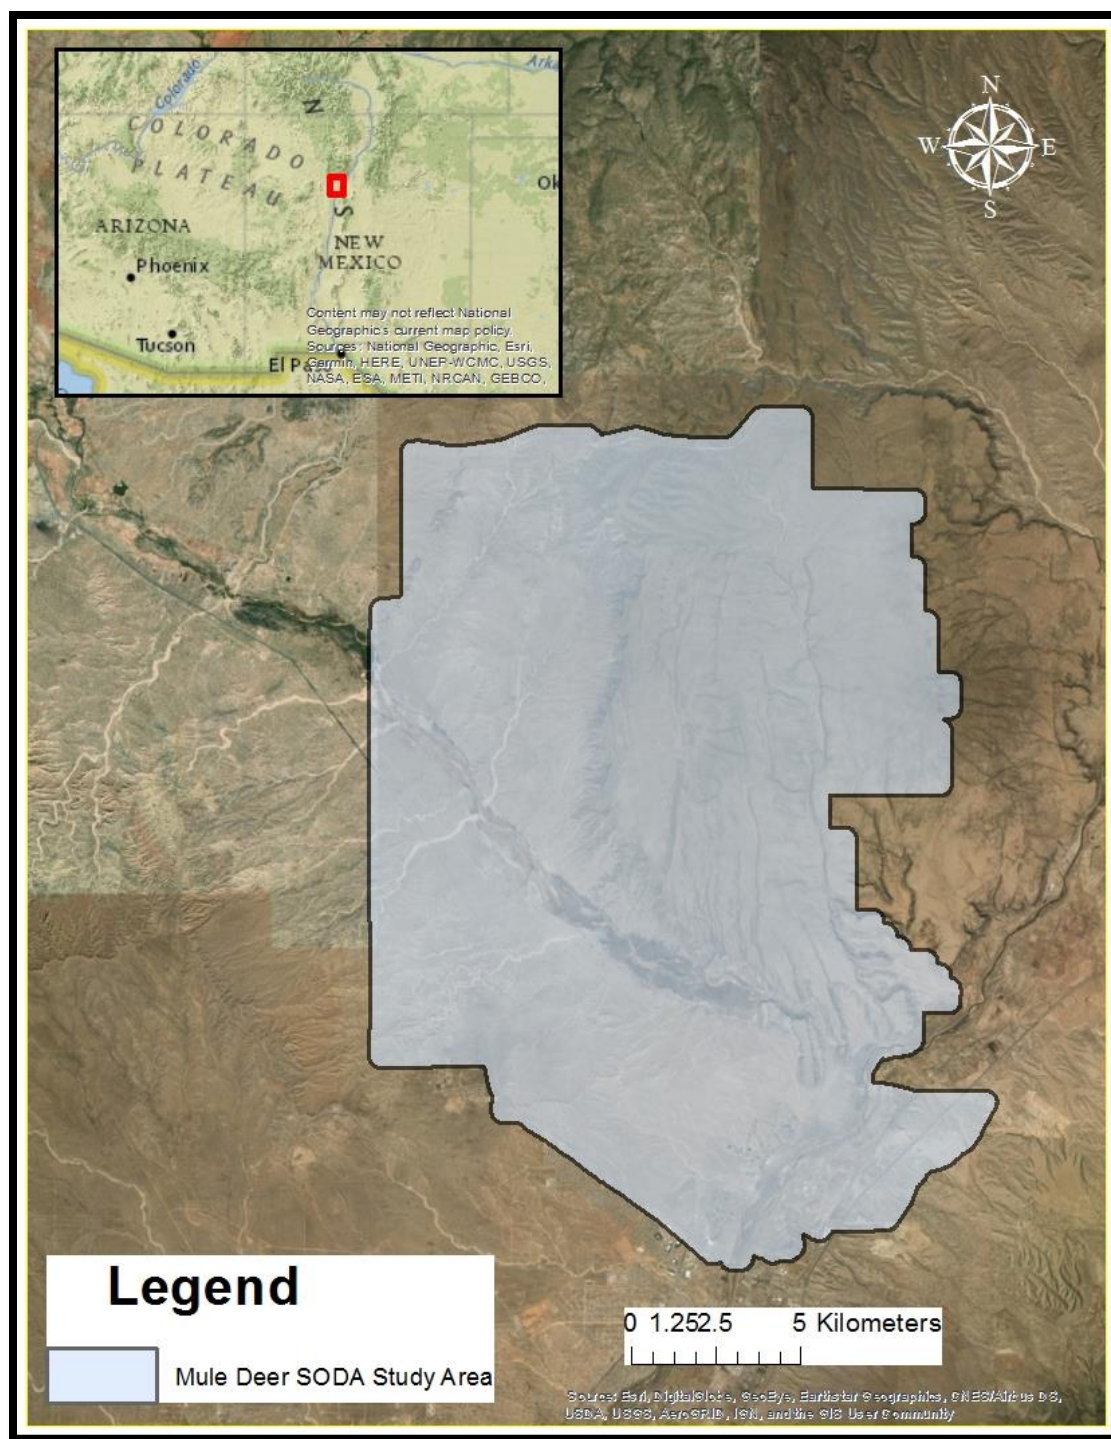 Arka
Colorado
N
COLORADO
PLATEAU
Ok
S
ARIZONA
NEW
MEXICO
Phoenix
Content may not reflect National
Geographic's current map policy.
Tucson
Sources: National Geographic, Esri,
El Paso
Garmin, HERE, UNEP-WCMC, USGS,
NASA, ESA, METI, NRCAN, GEBCO,
N
W E
S
Legend
Mule Deer SODA Study Area
0 1.252.5 5 Kilometers
Source: Esri, DigitalGlobe, GeoEye, Earthstar Geographics, CNES/Airbus DS,
USDA, USGS, AeroGRID, IGN, and the GIS User Community